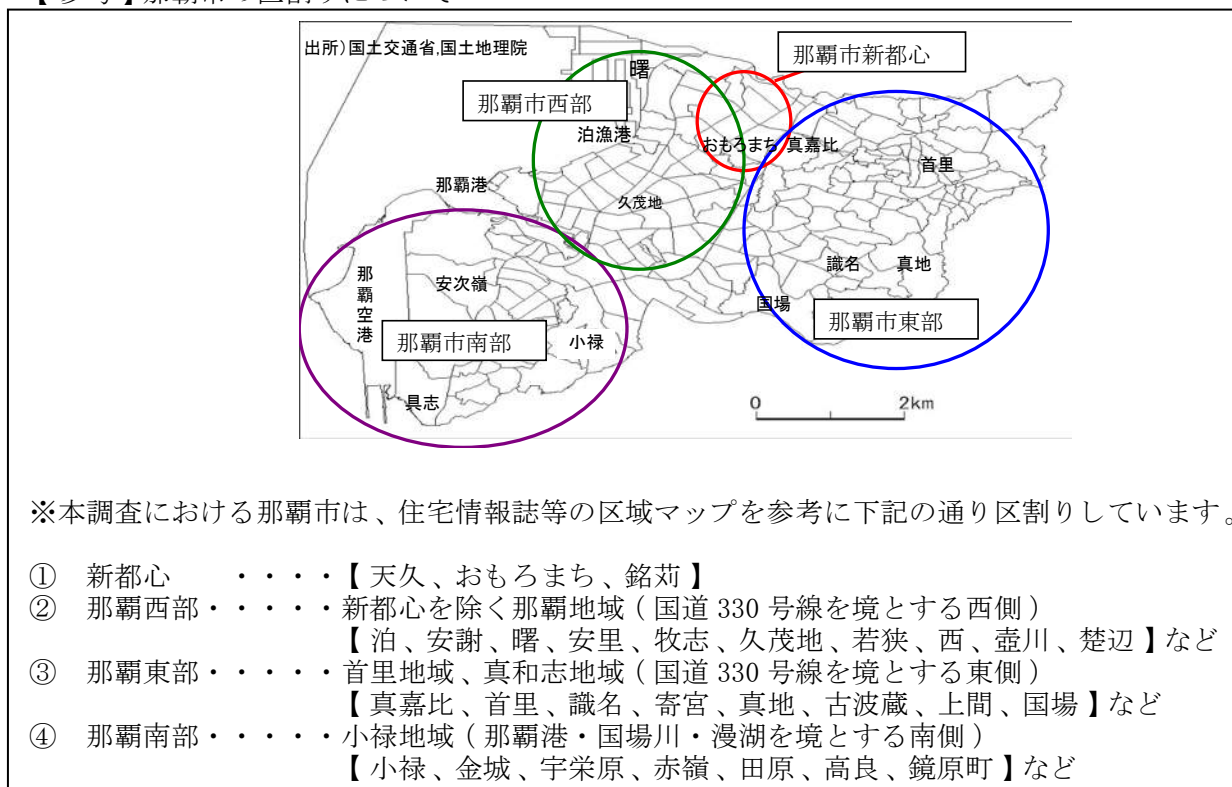 【参考】那覇市の区割りについて
出所)国土交通省,国土地理院
曙
那覇市新都心
那覇市西部
泊漁港
おもろまち
真嘉比
首里
那覇港
久茂地
識名
真地
那覇空港
安次嶺
国場
那覇市東部
那覇市南部
小禄
具志
0 2km
※本調査における那覇市は、住宅情報誌等の区域マップを参考に下記の通り区割りしています。
① 新都心 ・・・・【 天久、おもろまち、銘苅 】
② 那覇西部・・・・・新都心を除く那覇地域(国道 330 号線を境とする西側)
【 泊、安謝、曙、安里、牧志、久茂地、若狭、西、壺川、楚辺 】など
③ 那覇東部・・・・・首里地域、真和志地域(国道 330 号線を境とする東側)
【 真嘉比、首里、識名、寄宮、真地、古波蔵、上間、国場 】など
④ 那覇南部・・・・・小禄地域(那覇港・国場川・漫湖を境とする南側)
【 小禄、金城、宇栄原、赤嶺、田原、高良、鏡原町 】など